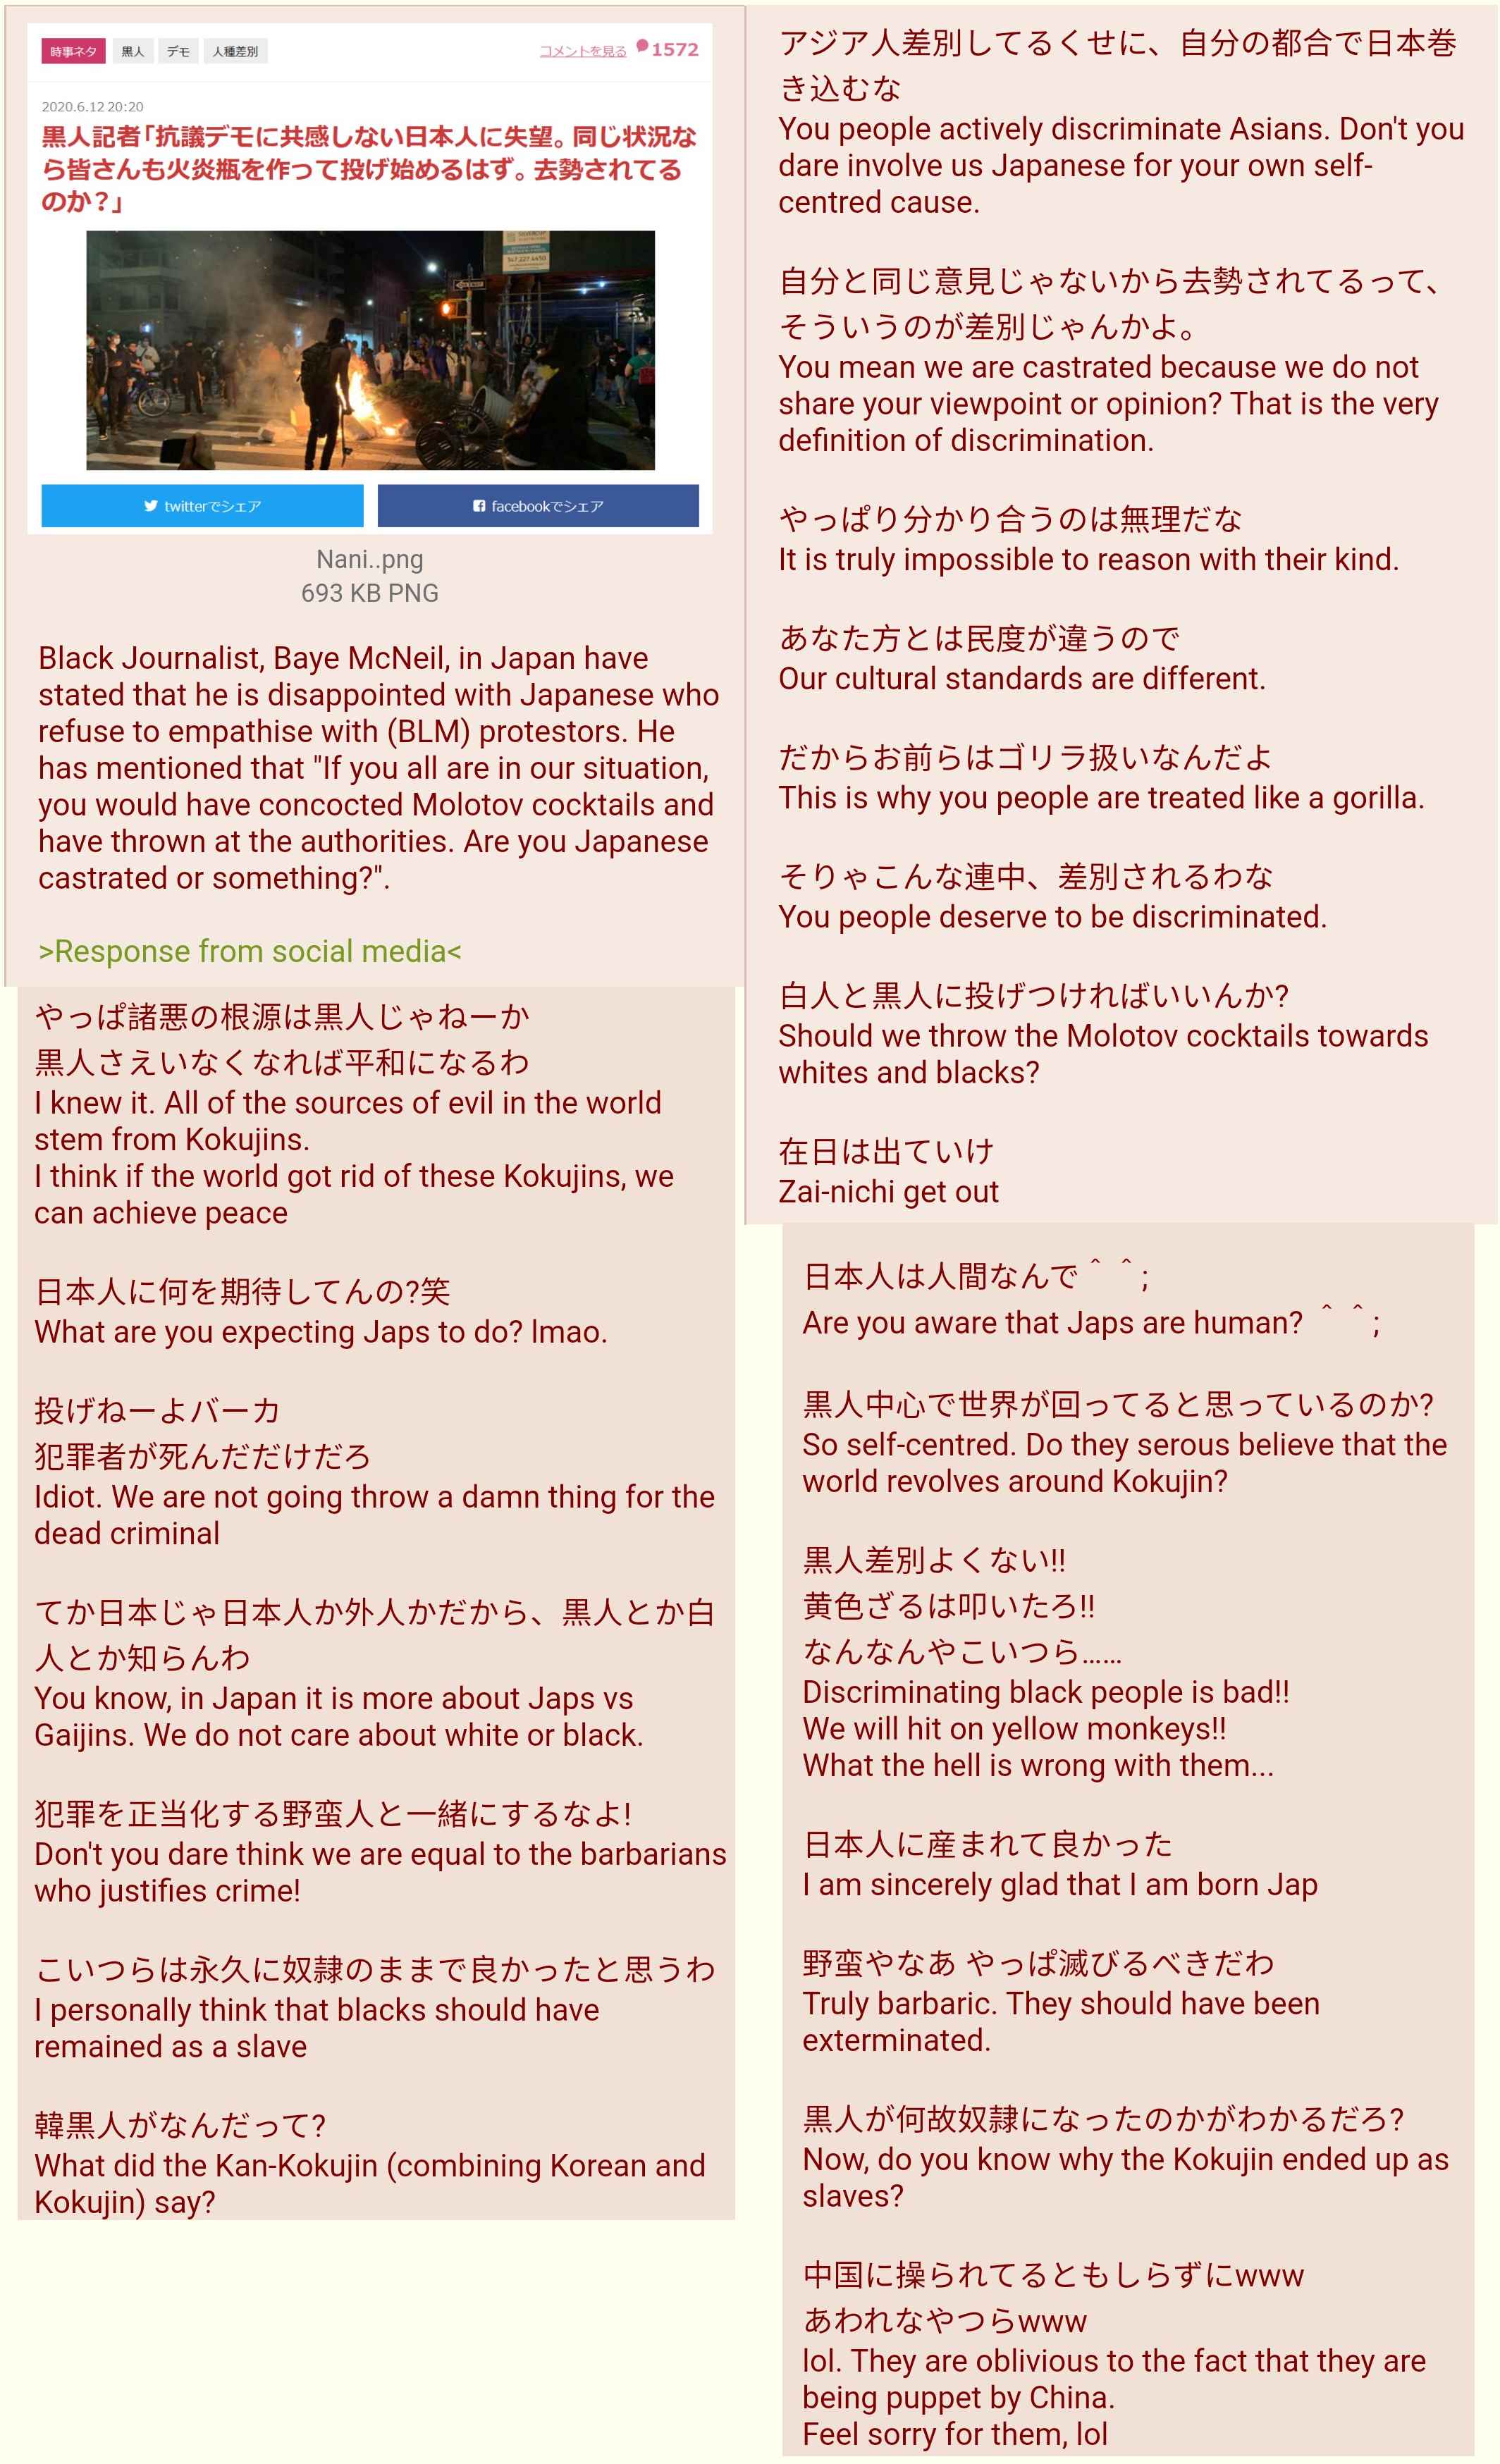 時事ネタ 黒人 デモ 人種差別 コメントを見る 1572
2020.6.12 20:20
黒人記者「抗議デモに共感しない日本人に失望。同じ状況な
ら皆さんも火炎瓶を作って投げ始めるはず。去勢されてる
のか？」
twitterでシェア facebookでシェア
Nani..png
693 KB PNG
Black Journalist, Baye McNeil, in Japan have
stated that he is disappointed with Japanese who
refuse to empathise with (BLM) protestors. He
has mentioned that "If you all are in our situation,
you would have concocted Molotov cocktails and
have thrown at the authorities. Are you Japanese
castrated or something?".
>Response from social media<
やっぱ諸悪の根源は黒人じゃねーか
黒人さえいなくなれば平和になるわ
I knew it. All of the sources of evil in the world
stem from Kokujins.
I think if the world got rid of these Kokujins, we
can achieve peace
日本人に何を期待してんの?笑
What are you expecting Japs to do? lmao.
投げねーよバーカ
犯罪者が死んだだけだろ
Idiot. We are not going throw a damn thing for the
dead criminal
てか日本じゃ日本人か外人かだから、黒人とか白
人とか知らんわ
You know, in Japan it is more about Japs vs
Gaijins. We do not care about white or black.
犯罪を正当化する野蛮人と一緒にするなよ!
Don't you dare think we are equal to the barbarians
who justifies crime!
こいつらは永久に奴隷のままで良かったと思うわ
I personally think that blacks should have
remained as a slave
韓黒人がなんだって?
What did the Kan-Kokujin (combining Korean and
Kokujin) say?
アジア人差別してるくせに、自分の都合で日本巻
き込むな
You people actively discriminate Asians. Don't you
dare involve us Japanese for your own self-
centred cause.
自分と同じ意見じゃないから去勢されてるって、
そういうのが差別じゃんかよ。
You mean we are castrated because we do not
share your viewpoint or opinion? That is the very
definition of discrimination.
やっぱり分かり合うのは無理だな
It is truly impossible to reason with their kind.
あなた方とは民度が違うので
Our cultural standards are different.
だからお前らはゴリラ扱いなんだよ
This is why you people are treated like a gorilla.
そりゃこんな連中、差別されるわな
You people deserve to be discriminated.
白人と黒人に投げつければいいんか?
Should we throw the Molotov cocktails towards
whites and blacks?
在日は出ていけ
Zai-nichi get out
日本人は人間なんで＾＾;
Are you aware that Japs are human? ＾＾;
黒人中心で世界が回ってると思っているのか?
So self-centred. Do they serous believe that the
world revolves around Kokujin?
黒人差別よくない!!
黄色ざるは叩いたろ!!
なんなんやこいつら……
Discriminating black people is bad!!
We will hit on yellow monkeys!!
What the hell is wrong with them...
日本人に産まれて良かった
I am sincerely glad that I am born Jap
野蛮やなあ やっぱ滅びるべきだわ
Truly barbaric. They should have been
exterminated.
黒人が何故奴隷になったのかがわかるだろ?
Now, do you know why the Kokujin ended up as
slaves?
中国に操られてるともしらずにwww
あわれなやつらwww
lol. They are oblivious to the fact that they are
being puppet by China.
Feel sorry for them, lol